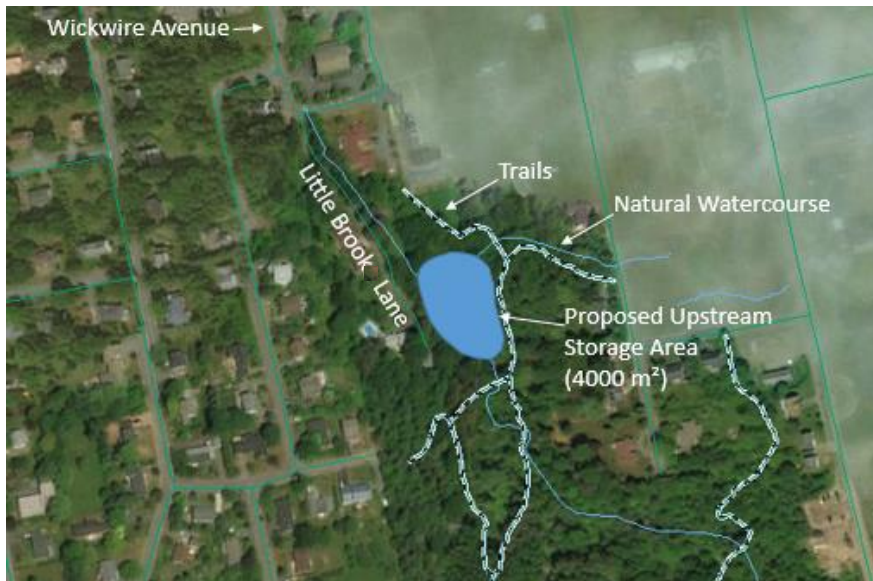 Wickwire Avenue
Trails
Natural Watercourse
Little Brook Lane
Proposed Upstream
Storage Area
(4000 m²)